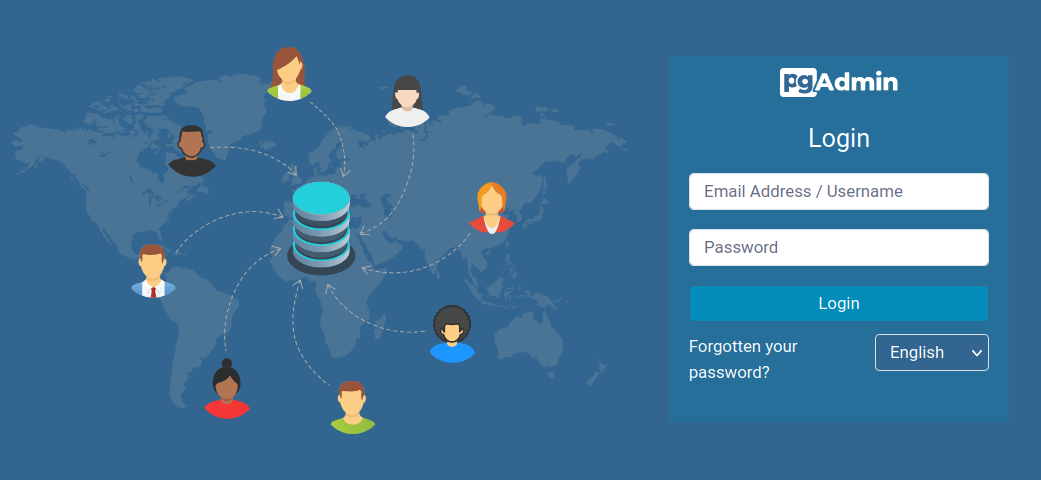 pgAdmin
Login
Email Address / Username
Password
Login
Forgotten your
password?
English